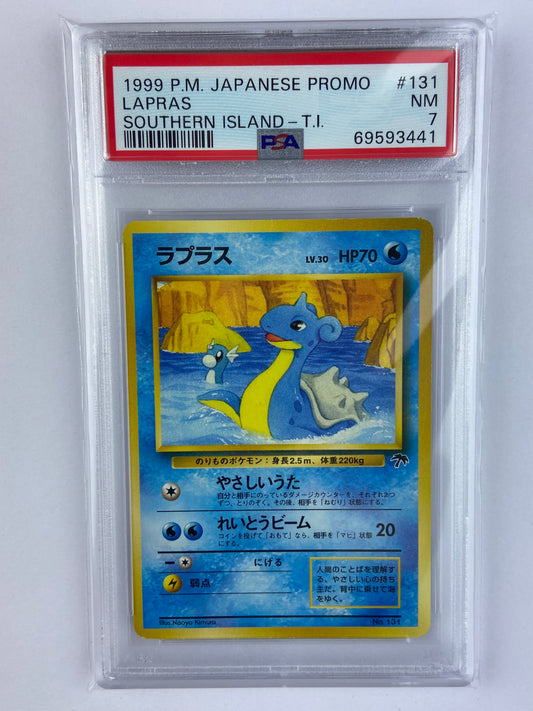 1999 P.M. JAPANESE PROMO #131
LAPRAS NM
SOUTHERN ISLAND-T.I. 7
PSA 69593441
ラプラス LV.30 HP70
のりものポケモン:身長2.5m、体重220kg
やさしいうた
自分と相手にのっているダメージカウンターを、それぞれ2つ
ずつ、とりのぞく。その後、相手を「ねむり」状態にする。
れいとうビーム 20
コインを投げて「おもて」なら、相手を「マヒ」状態
にする。
にげる
弱点
人間のことばを理解す
る、やさしい心の持ち
主だ。背中に乗せて海
をゆく。
Illus.Naoyo Kimura No.131